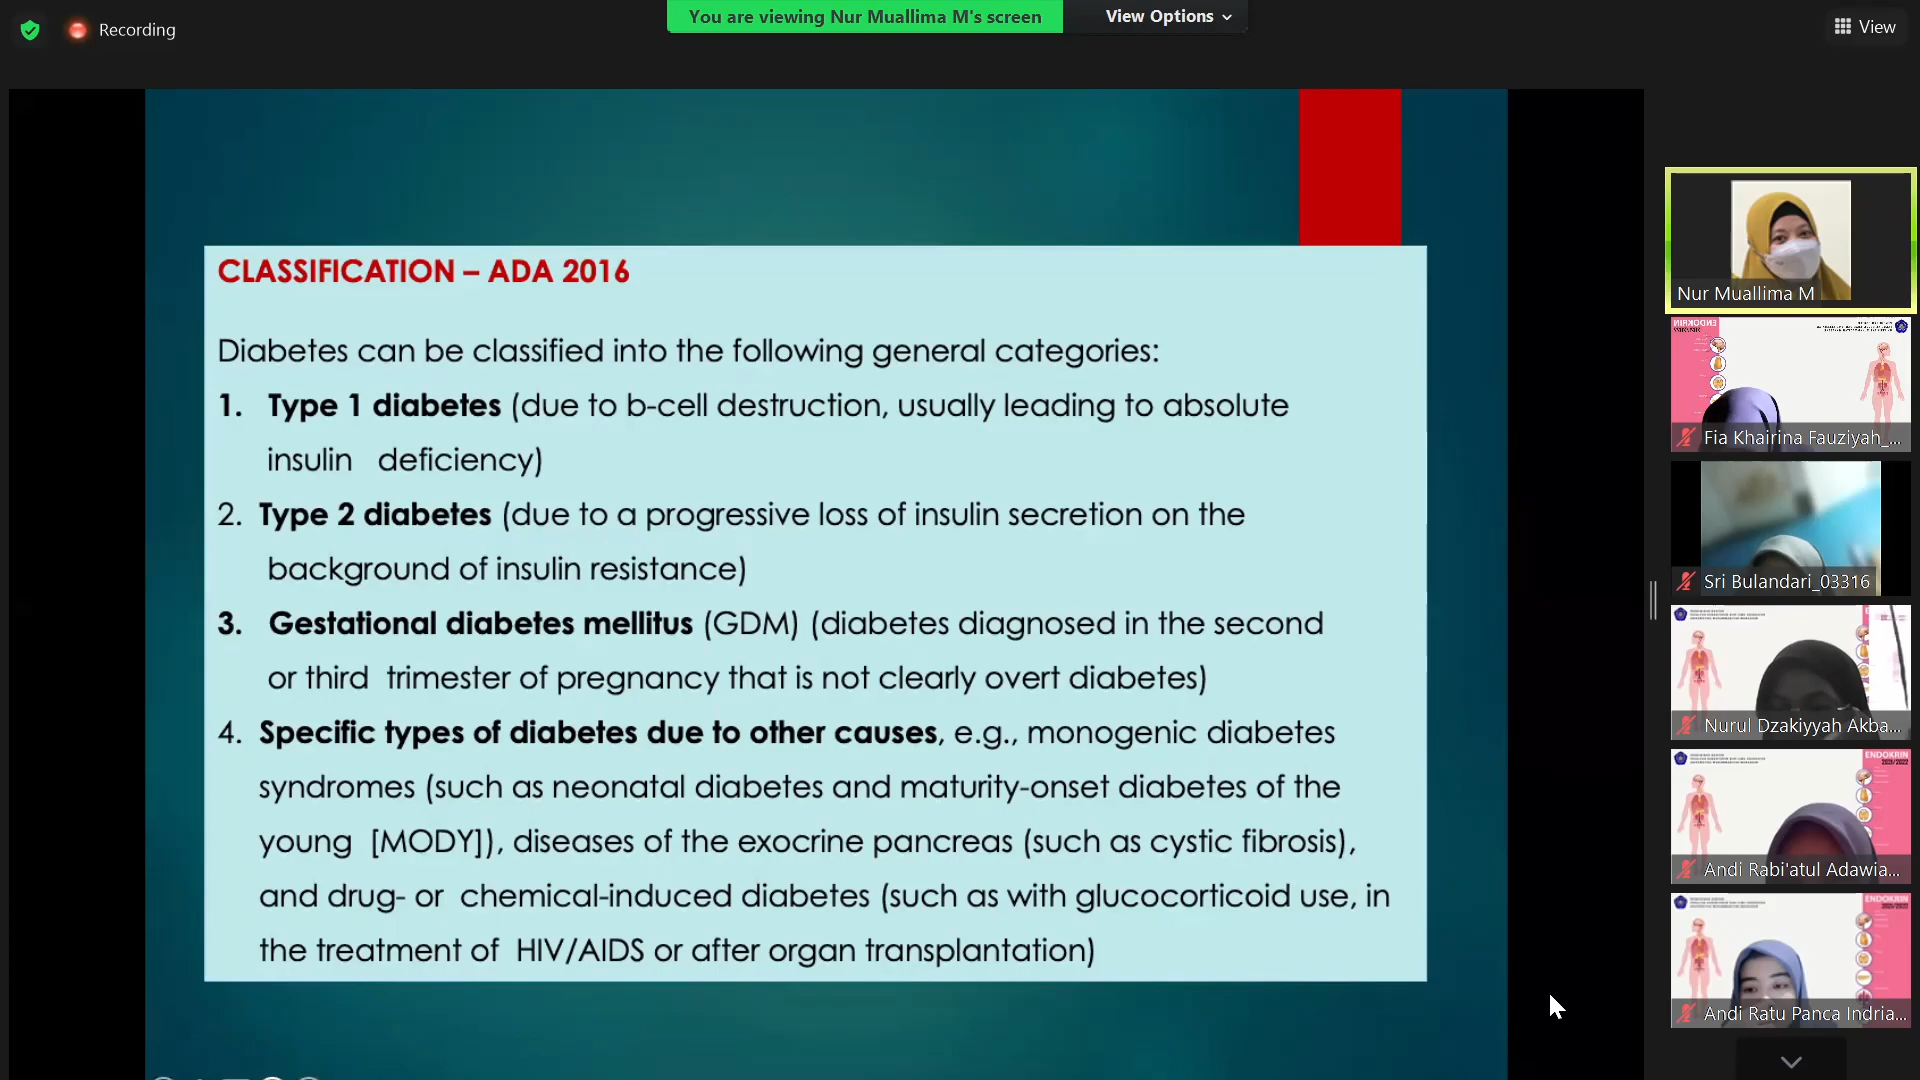 Recording
You are viewing Nur Muallima M's screen
View Options
View
CLASSIFICATION – ADA 2016
Diabetes can be classified into the following general categories:
1. Type 1 diabetes (due to b-cell destruction, usually leading to absolute
insulin deficiency)
2. Type 2 diabetes (due to a progressive loss of insulin secretion on the
background of insulin resistance)
3. Gestational diabetes mellitus (GDM) (diabetes diagnosed in the second
or third trimester of pregnancy that is not clearly overt diabetes)
4. Specific types of diabetes due to other causes, e.g., monogenic diabetes
syndromes (such as neonatal diabetes and maturity-onset diabetes of the
young [MODY]), diseases of the exocrine pancreas (such as cystic fibrosis),
and drug- or chemical-induced diabetes (such as with glucocorticoid use, in
the treatment of HIV/AIDS or after organ transplantation)
Nur Muallima M
ENDOKRIN
Fia Khairina Fauziyah_...
Sri Bulandari_03316
Nurul Dzakiyyah Akba...
ENDOKRIN
2021/2022
Andi Rabi'atul Adawia...
ENDOKRIN
2021/2022
Andi Ratu Panca Indria...